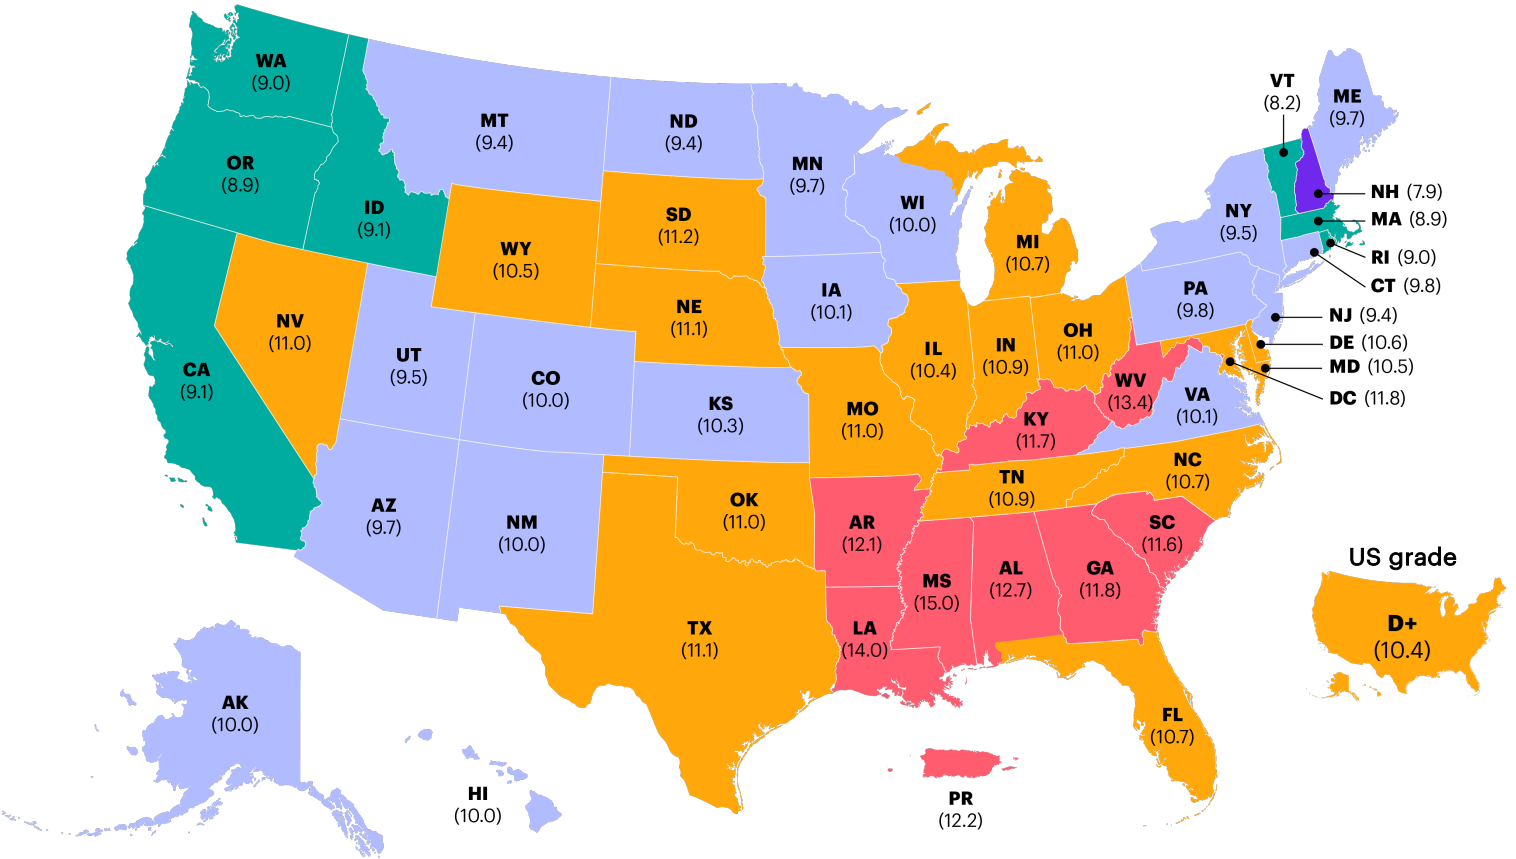 WA
(9.0)
MT
(9.4)
ND
(9.4)
MN
(9.7)
VT
(8.2)
ME
(9.7)
OR
(8.9)
ID
(9.1)
WY
(10.5)
SD
(11.2)
WI
(10.0)
MI
(10.7)
NY
(9.5)
NH (7.9)
MA (8.9)
RI (9.0)
CT (9.8)
NJ (9.4)
DE (10.6)
MD (10.5)
DC (11.8)
NV
(11.0)
UT
(9.5)
CA
(9.1)
CO
(10.0)
NE
(11.1)
IA
(10.1)
KS
(10.3)
MO
(11.0)
IL
(10.4)
IN
(10.9)
OH
(11.0)
PA
(9.8)
WV
(13.4)
VA
(10.1)
KY
(11.7)
NC
(10.7)
TN
(10.9)
AZ
(9.7)
NM
(10.0)
OK
(11.0)
AR
(12.1)
SC
(11.6)
MS
(15.0)
AL
(12.7)
GA
(11.8)
TX
(11.1)
LA
(14.0)
FL
(10.7)
US grade
D+
(10.4)
AK
(10.0)
HI
(10.0)
PR
(12.2)